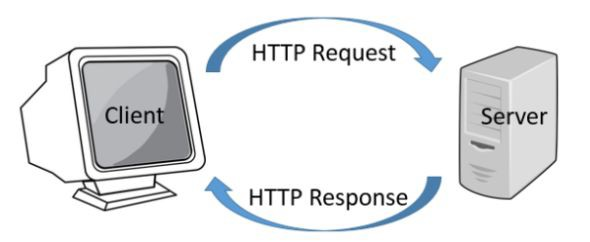 HTTP Request
Client
Server
HTTP Response